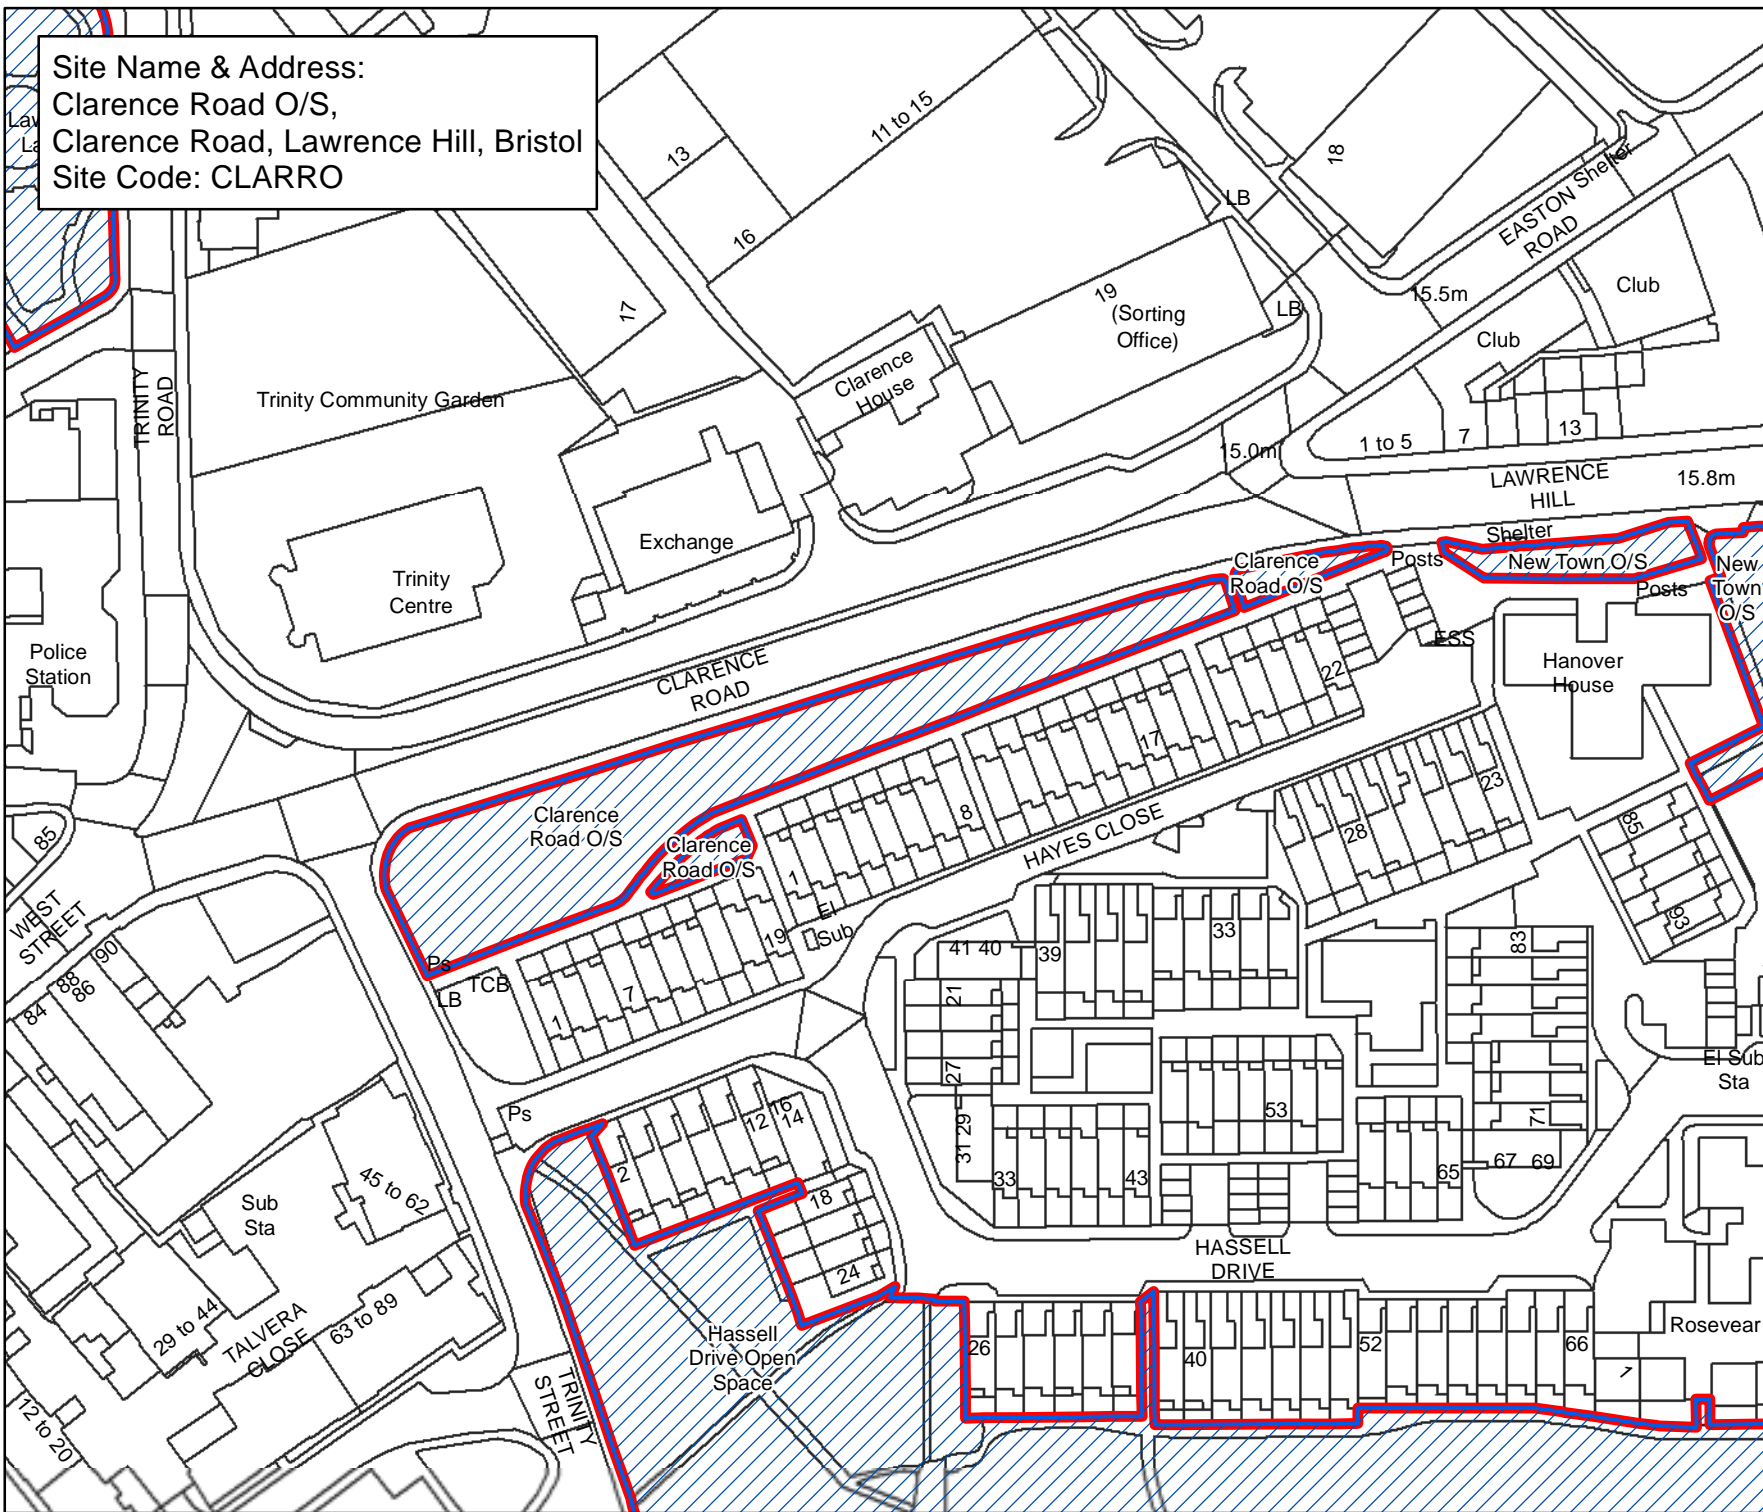 Site Name & Address:
Clarence Road O/S,
Clarence Road, Lawrence Hill, Bristol
Site Code: CLARRO
13
11 to 15
16
17
18
LB
EASTON
ROAD
Shelter
15.5m
Club
Club
19
(Sorting
Office)
LB
Clarence
House
TRINITY
ROAD
Trinity Community Garden
15.0m
1 to 5
7
13
LAWRENCE
HILL
15.8m
Exchange
Trinity
Centre
Shelter
Clarence
Road O/S
Posts
New Town O/S
Posts
New
Town
O/S
Police
Station
CLARENCE
ROAD
ESS
22
Hanover
House
17
8
23
28
HAYES CLOSE
Clarence
Road O/S
Clarence
Road O/S
1
19
El
Sub
85
WEST
STREET
90
88
86
84
Ps
LB
TCB
1
7
85
93
41 40
39
33
83
21
27
31 29
33
43
53
65
67
69
71
El Sub
Sta
Ps
2
12
16
14
18
24
45 to 62
Sub
Sta
29 to 44
TALVERA
CLOSE
63 to 89
12 to 20
TRINITY
STREET
Hassell
Drive Open
Space
HASSELL
DRIVE
26
40
52
66
1
Rosevear